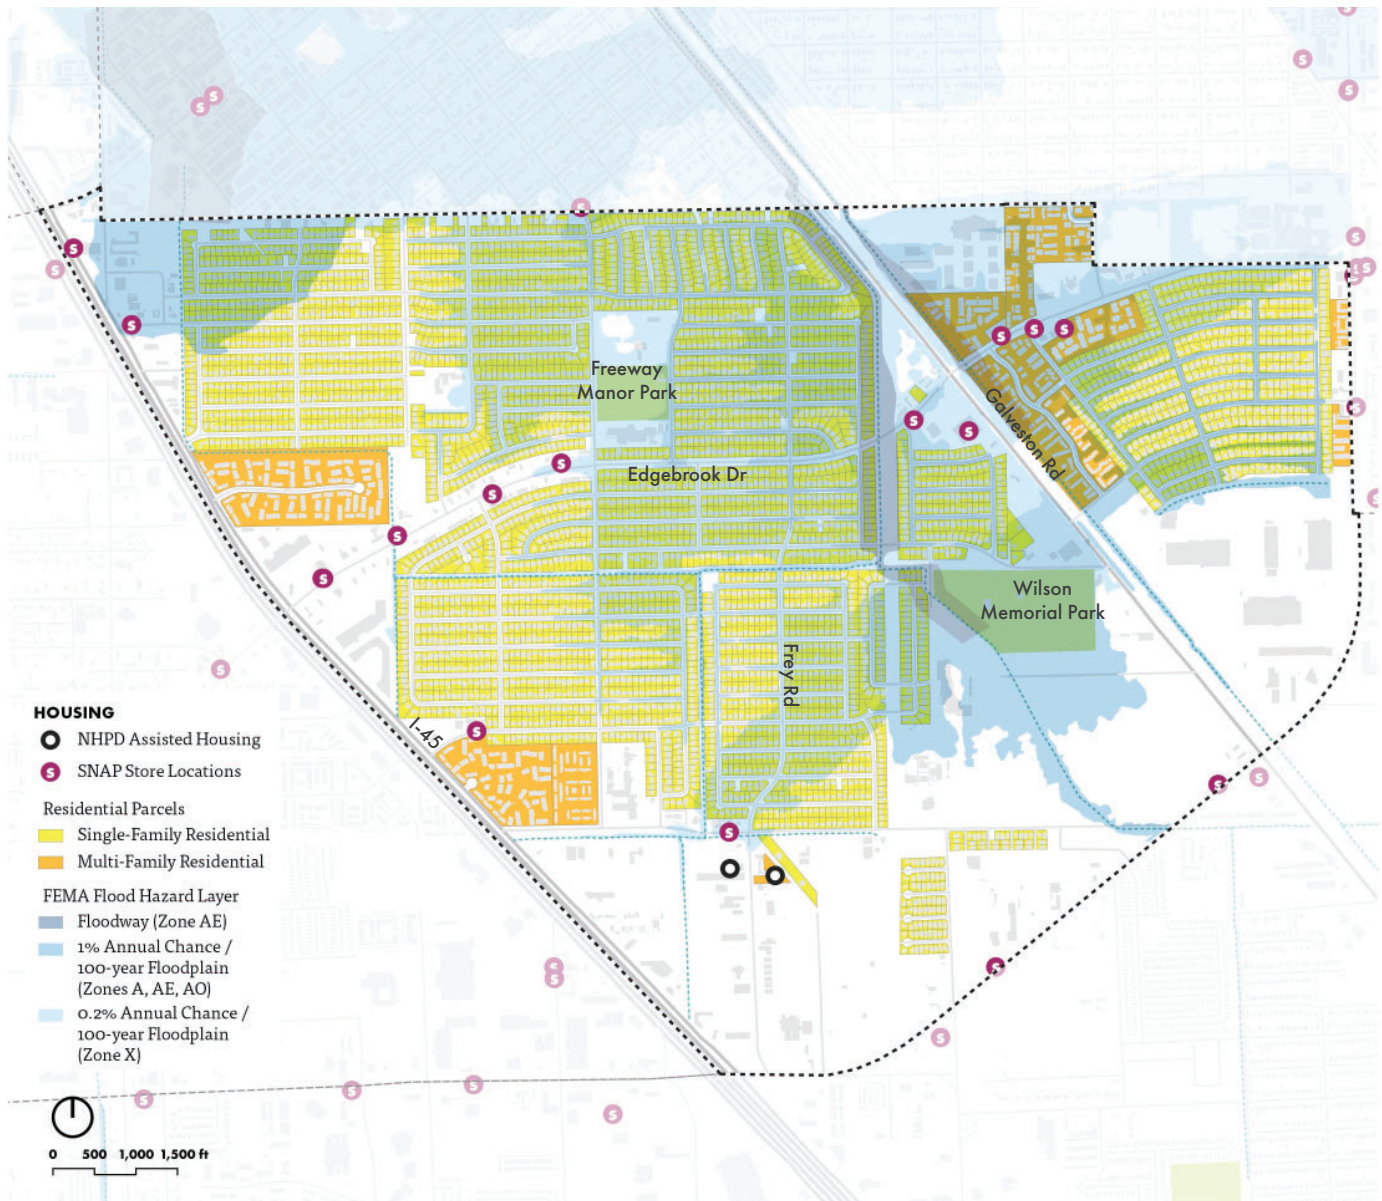 Freeway
Manor Park
Edgebrook Dr
Galveston Rd
Wilson
Memorial Park
Frey Rd
I-45
HOUSING
NHPD Assisted Housing
S SNAP Store Locations
Residential Parcels
Single-Family Residential
Multi-Family Residential
FEMA Flood Hazard Layer
Floodway (Zone AE)
1% Annual Chance /
100-year Floodplain
(Zones A, AE, AO)
0.2% Annual Chance /
100-year Floodplain
(Zone X)
0 500 1,000 1,500 ft